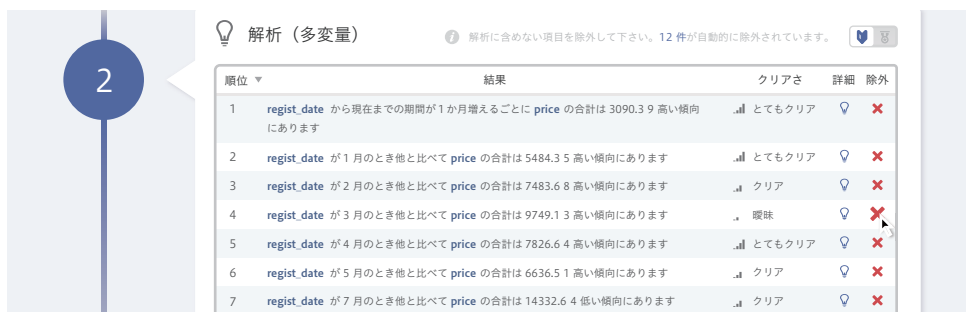 2
解析（多変量）
解析に含めない項目を除外して下さい。12 件が自動的に除外されています。
順位 結果 クリアさ 詳細 除外
1 regist_date から現在までの期間が 1 か月増えるごとに price の合計は 3090.3 9 高い傾向 とてもクリア
にあります
2 regist_date が 1 月のとき他と比べて price の合計は 5484.3 5 高い傾向にあります とてもクリア
3 regist_date が 2 月のとき他と比べて price の合計は 7483.6 8 高い傾向にあります クリア
4 regist_date が 3 月のとき他と比べて price の合計は 9749.1 3 高い傾向にあります 曖昧
5 regist_date が 4 月のとき他と比べて price の合計は 7826.6 4 高い傾向にあります とてもクリア
6 regist_date が 5 月のとき他と比べて price の合計は 6636.5 1 高い傾向にあります クリア
7 regist_date が 7 月のとき他と比べて price の合計は 14332.6 4 低い傾向にあります クリア